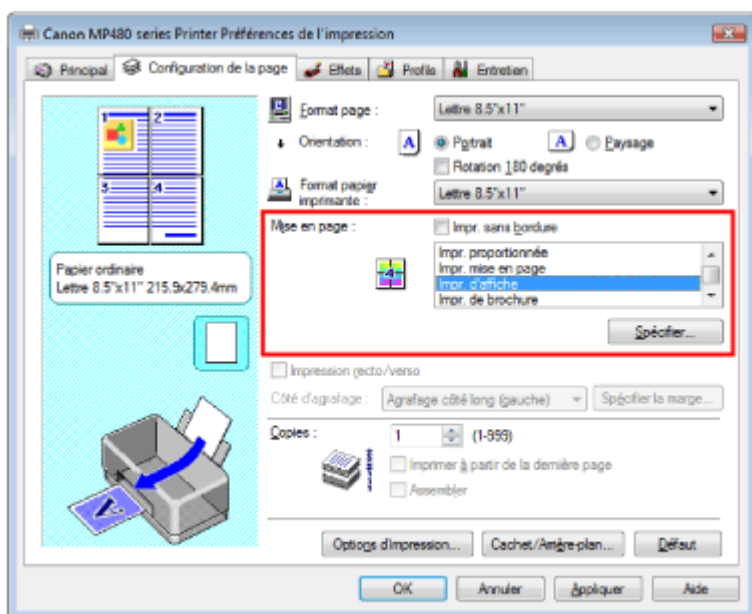 Canon MP480 series Printer Préférences de l'impression
Principal Configuration de la page Effets Profils Entretien
1 2
3 4
Papier ordinaire
Lettre 8.5"x11" 215.9x279.4mm
Format page : Lettre 8.5"x11"
Orientation : A Portrait A Paysage
Rotation 180 degrés
Format papier imprimante : Lettre 8.5"x11"
Mise en page : Impr. sans bordure
Impr. proportionnée
Impr. mise en page
Impr. d'affiche
Impr. de brochure
Spécifier...
Impression recto/verso
Côté d'agrafage : Agrafage côté long (gauche) Spécifier la marge...
Copies : 1 (1-999)
Imprimer à partir de la dernière page
Assembler
Options d'impression... Cachet/Arrière-plan... Défaut
OK Annuler Appliquer Aide